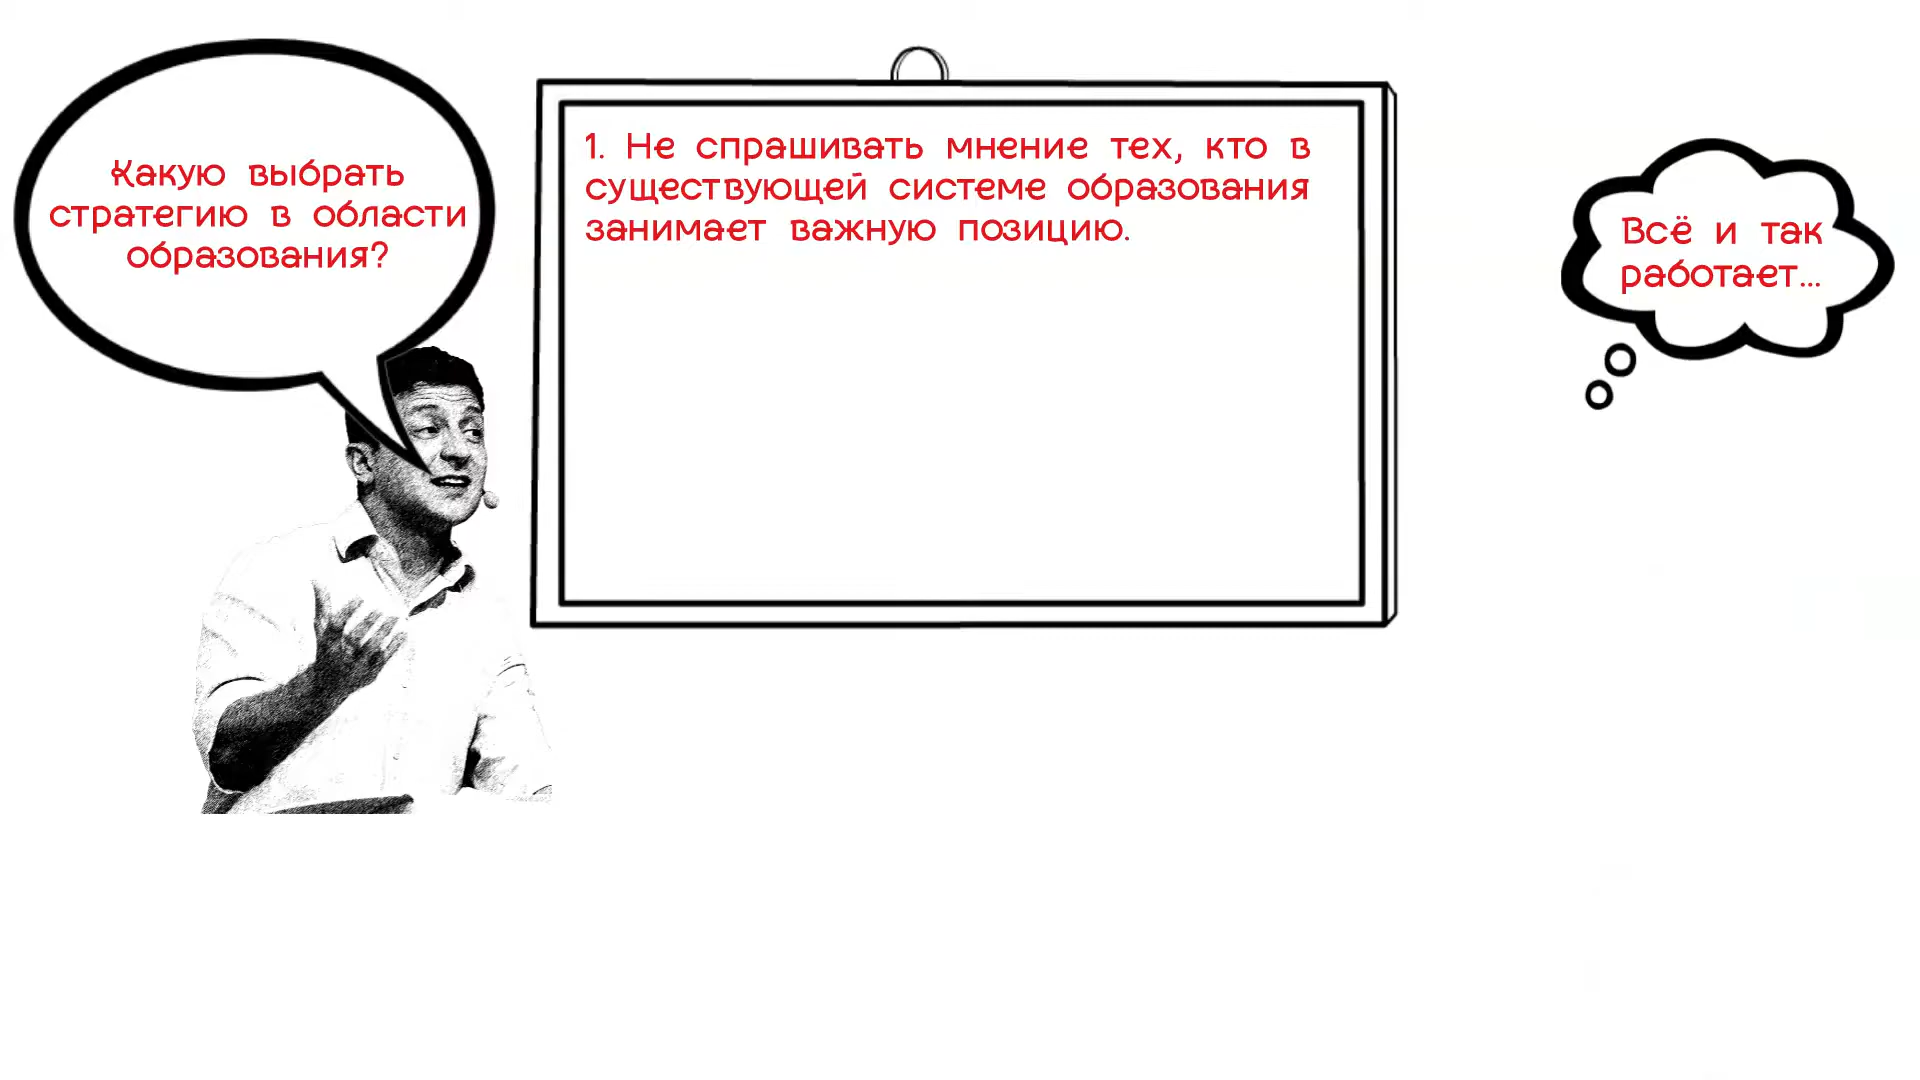 Какую выбрать
стратегию в области
образования?
1. Не спрашивать мнение тех, кто в
существующей системе образования
занимает важную позицию.
Всё и так
работает...